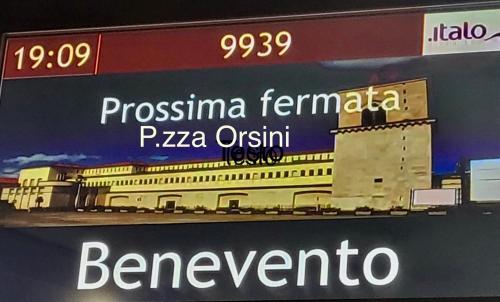 19:09 9939 .italo
Prossima fermata
P.zza Orsini
Testo
Benevento